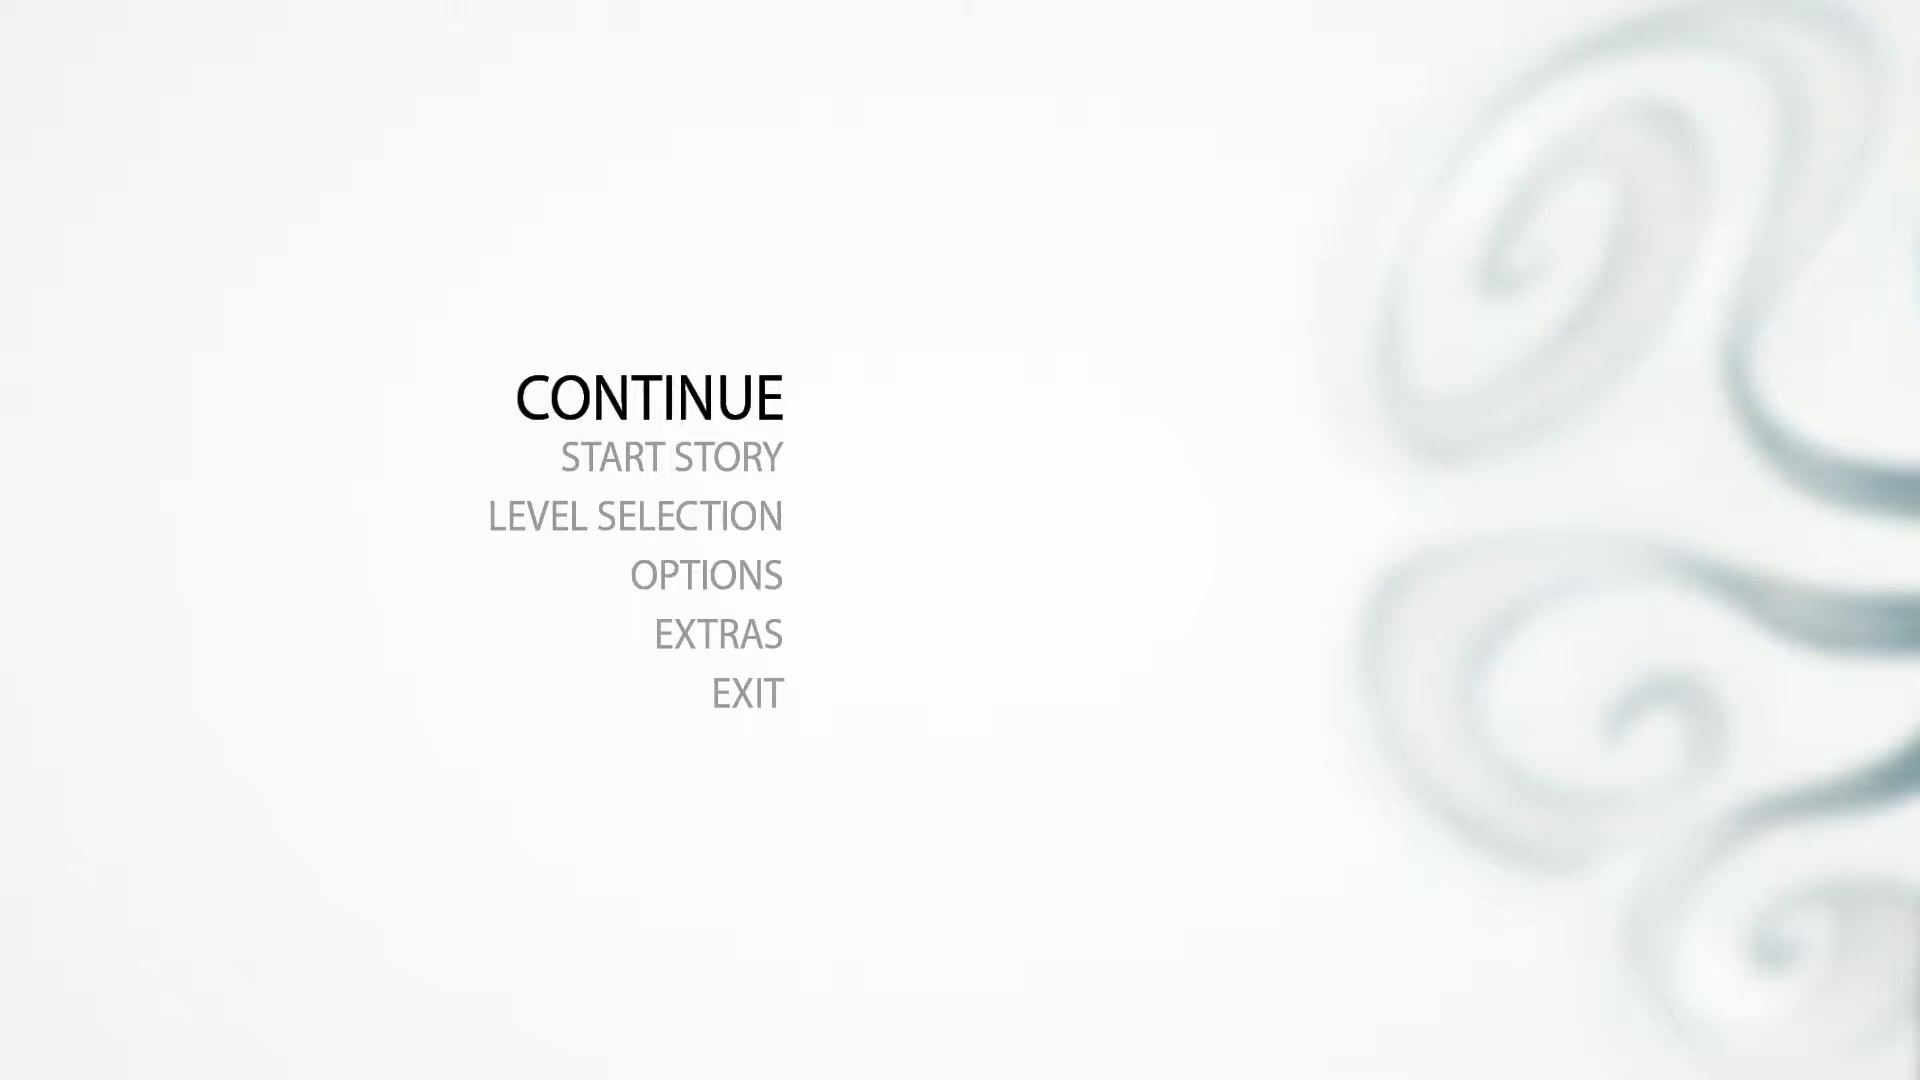 CONTINUE
START STORY
LEVEL SELECTION
OPTIONS
EXTRAS
EXIT